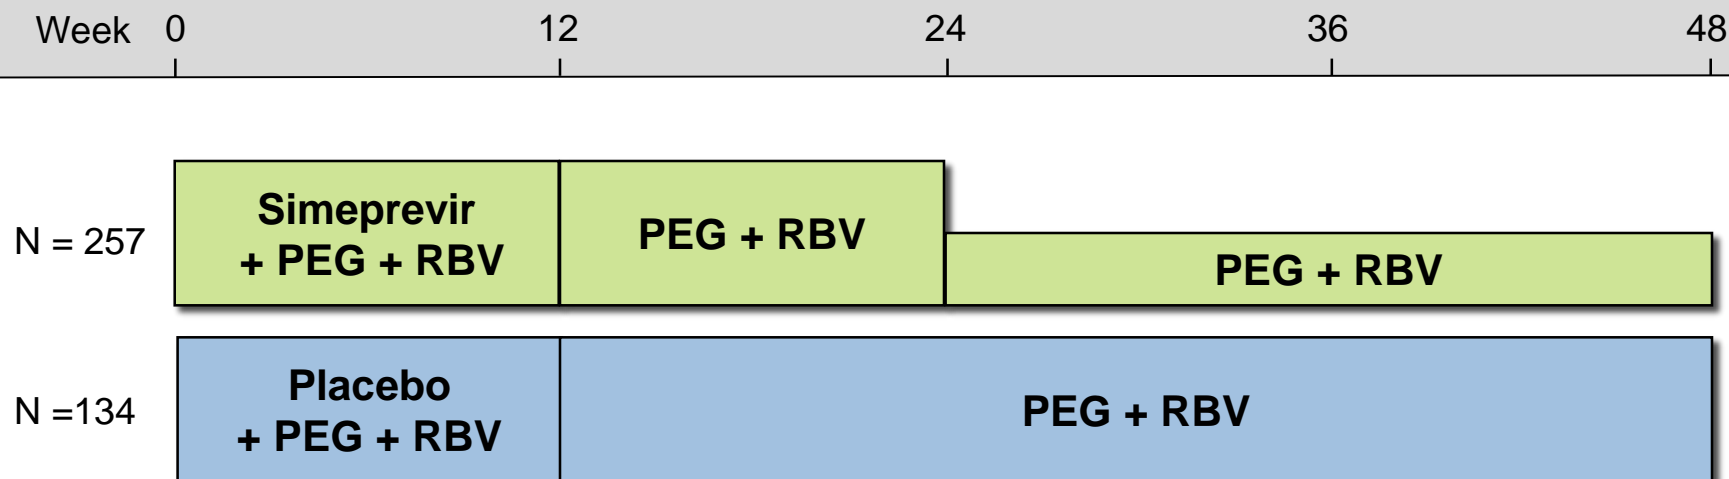 Week 0 12 24 36 48
N = 257
Simeprevir
+ PEG + RBV
PEG + RBV
PEG + RBV
N =134
Placebo
+ PEG + RBV
PEG + RBV